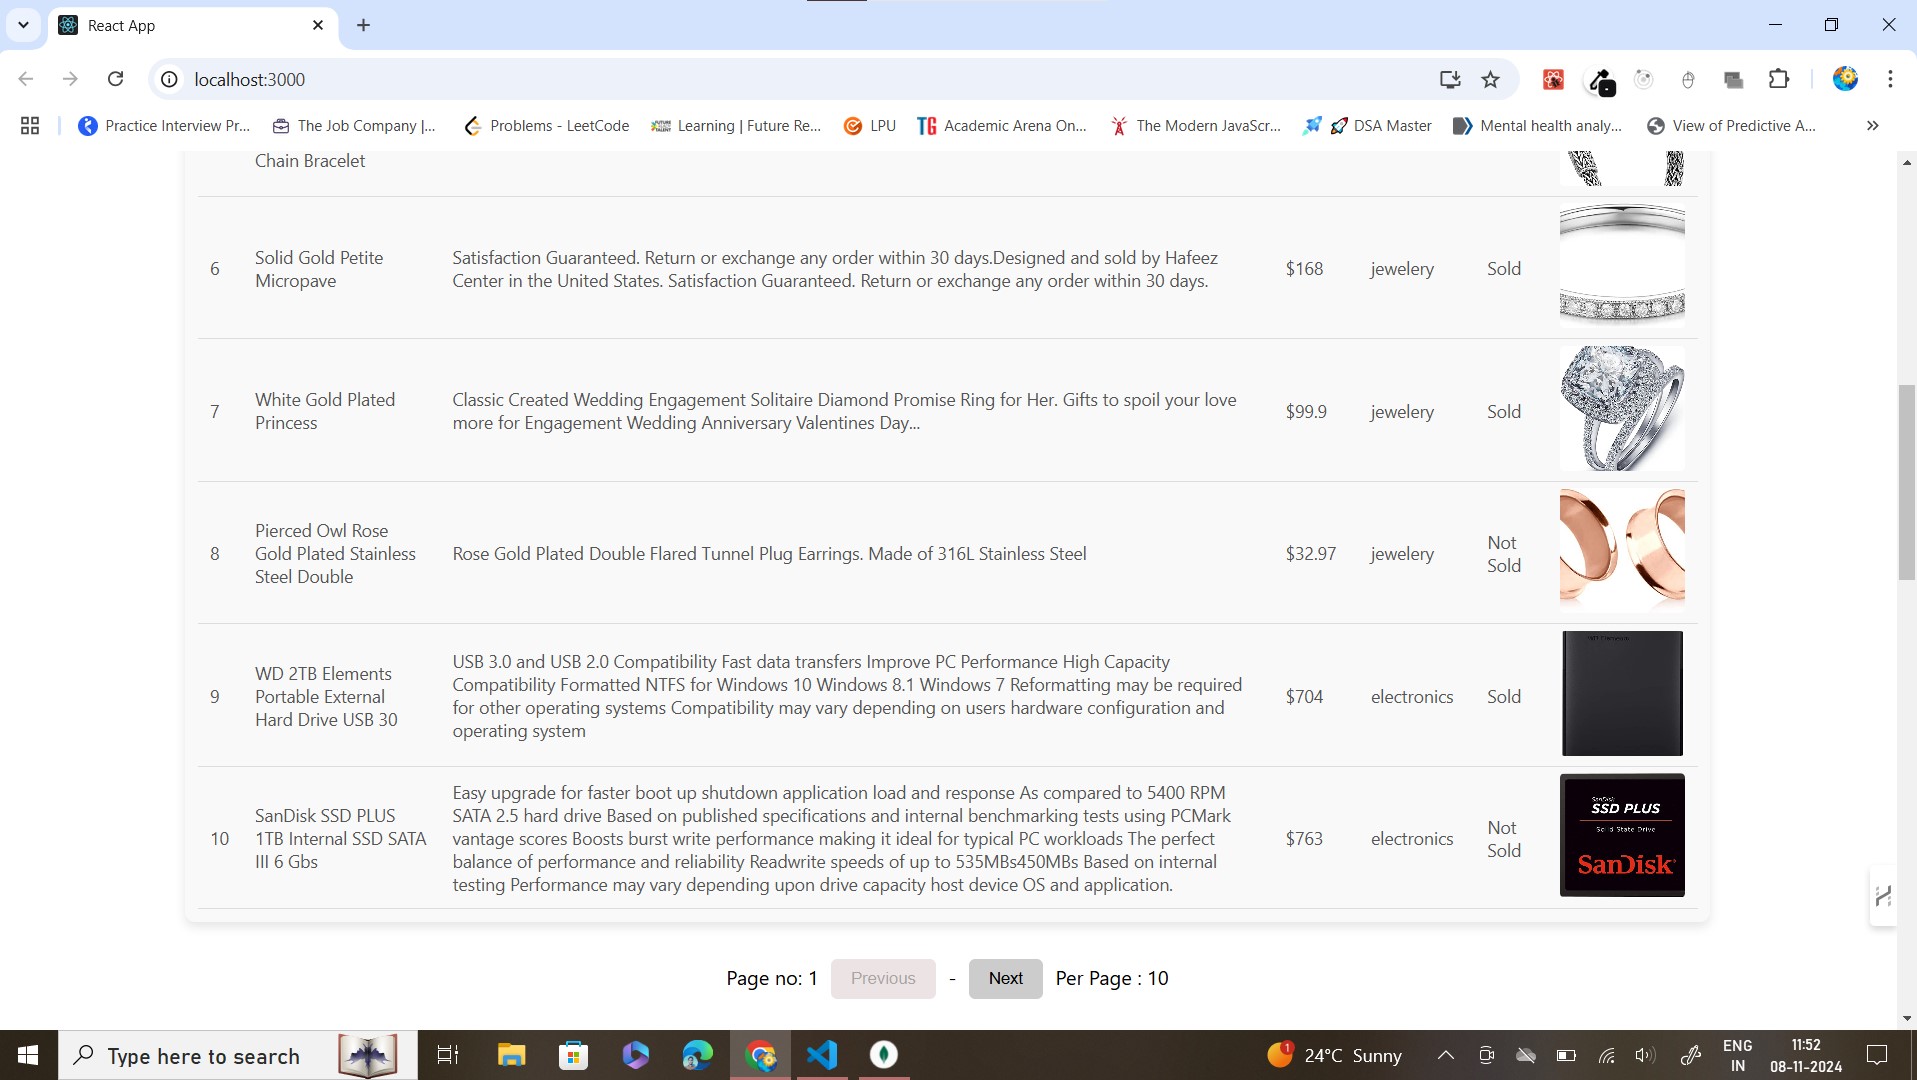 React App
localhost:3000
Practice Interview Pr...
The Job Company |...
Problems - LeetCode
Learning | Future Re...
LPU
TG
Academic Arena On...
The Modern JavaScr...
DSA Master
Mental health analy...
View of Predictive A...
Chain Bracelet
6
Solid Gold Petite
Micropave
Satisfaction Guaranteed. Return or exchange any order within 30 days.Designed and sold by Hafeez
Center in the United States. Satisfaction Guaranteed. Return or exchange any order within 30 days.
$168
jewelery
Sold
7
White Gold Plated
Princess
Classic Created Wedding Engagement Solitaire Diamond Promise Ring for Her. Gifts to spoil your love
more for Engagement Wedding Anniversary Valentines Day...
$99.9
jewelery
Sold
8
Pierced Owl Rose
Gold Plated Stainless
Steel Double
Rose Gold Plated Double Flared Tunnel Plug Earrings. Made of 316L Stainless Steel
$32.97
jewelery
Not
Sold
9
WD 2TB Elements
Portable External
Hard Drive USB 30
USB 3.0 and USB 2.0 Compatibility Fast data transfers Improve PC Performance High Capacity
Compatibility Formatted NTFS for Windows 10 Windows 8.1 Windows 7 Reformatting may be required
for other operating systems Compatibility may vary depending on users hardware configuration and
operating system
$704
electronics
Sold
10
SanDisk SSD PLUS
1TB Internal SSD SATA
III 6 Gbs
Easy upgrade for faster boot up shutdown application load and response As compared to 5400 RPM
SATA 2.5 hard drive Based on published specifications and internal benchmarking tests using PCMark
vantage scores Boosts burst write performance making it ideal for typical PC workloads The perfect
balance of performance and reliability Readwrite speeds of up to 535MBs450MBs Based on internal
testing Performance may vary depending upon drive capacity host device OS and application.
$763
electronics
Not
Sold
SanDisk
SSD PLUS
Solid State Drive
SanDisk
Page no: 1
Previous
-
Next
Per Page : 10
Type here to search
1
24°C Sunny
ENG
IN
11:52
08-11-2024